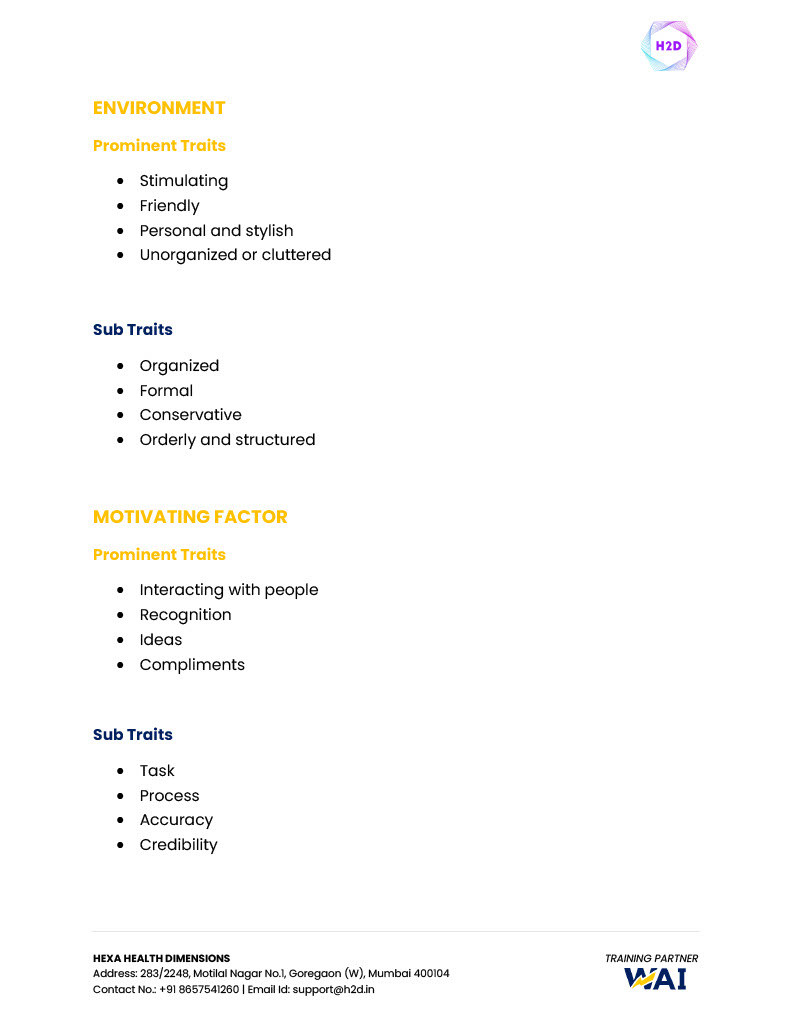 H2D
ENVIRONMENT
Prominent Traits
• Stimulating
• Friendly
• Personal and stylish
• Unorganized or cluttered
Sub Traits
• Organized
• Formal
• Conservative
• Orderly and structured
MOTIVATING FACTOR
Prominent Traits
• Interacting with people
• Recognition
• Ideas
• Compliments
Sub Traits
• Task
• Process
• Accuracy
• Credibility
HEXA HEALTH DIMENSIONS
Address: 283/2248, Motilal Nagar No.1, Goregaon (W), Mumbai 400104
Contact No.: +91 8657541260 | Email Id: support@h2d.in
TRAINING PARTNER
WAI